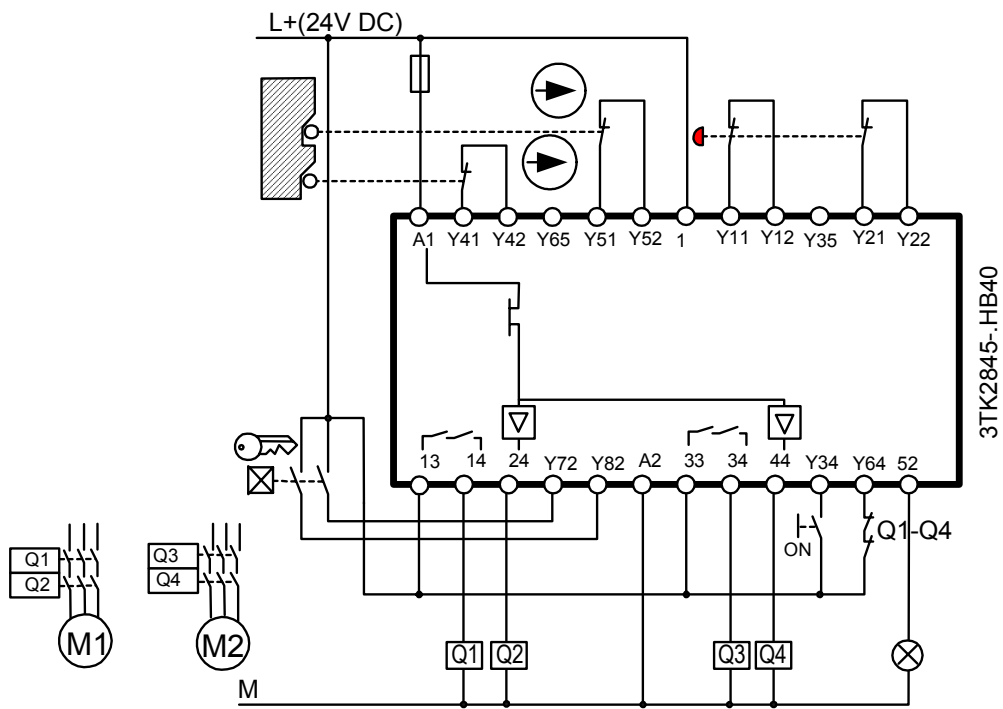 L+(24V DC)
A1 Y41 Y42 Y65 Y51 Y52 1 Y11 Y12 Y35 Y21 Y22
3TK2845-.HB40
13 14 24 Y72 Y82 A2 33 34 44 Y34 Y64 52
ON
Q1-Q4
Q1
Q2
M1
Q3
Q4
M2
Q1 Q2 Q3 Q4
M